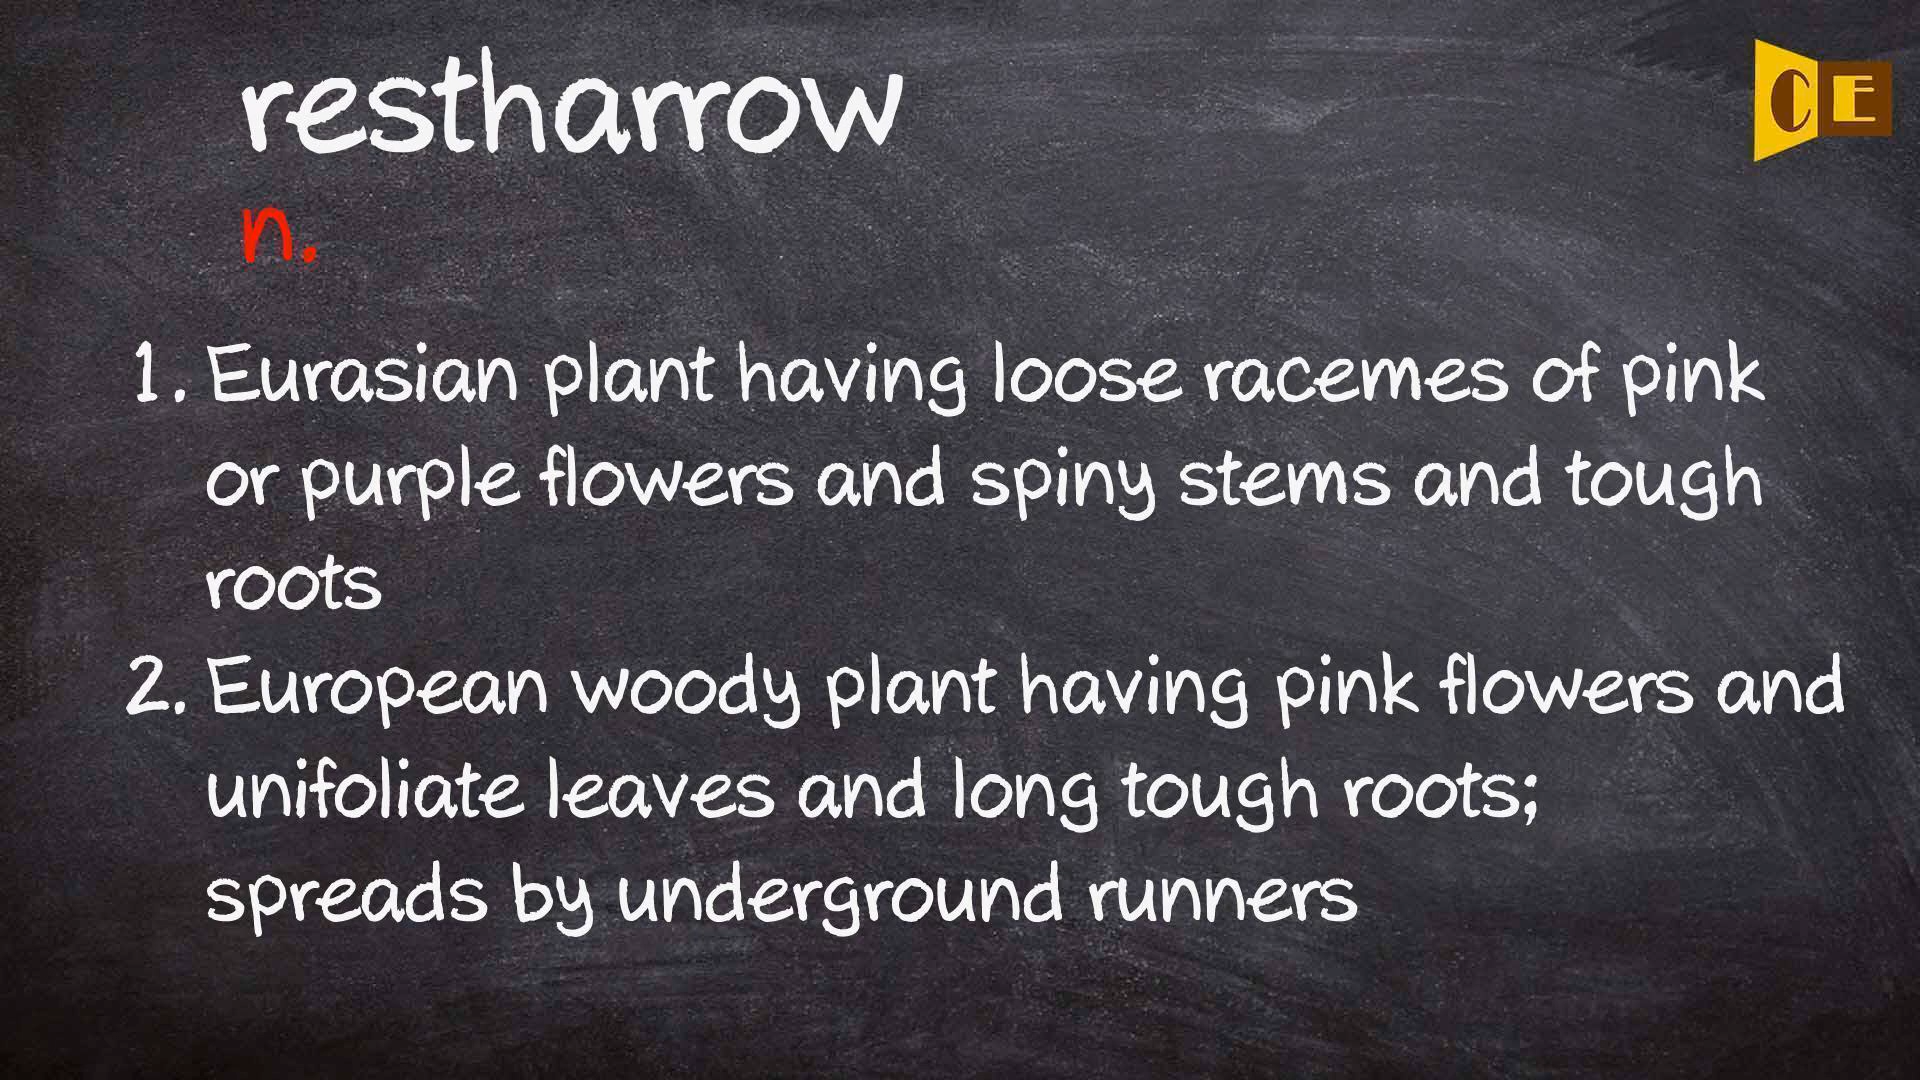 restharrow
CE
n.
1. Eurasian plant having loose racemes of pink
or purple flowers and spiny stems and tough
roots
2. European woody plant having pink flowers and
unifoliate leaves and long tough roots;
spreads by underground runners